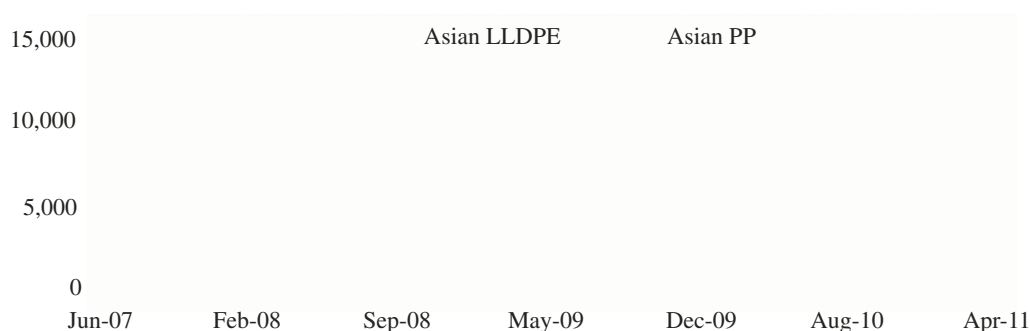 15,000
Asian LLDPE Asian PP
10,000
5,000
0
Jun-07 Feb-08 Sep-08 May-09 Dec-09 Aug-10 Apr-11